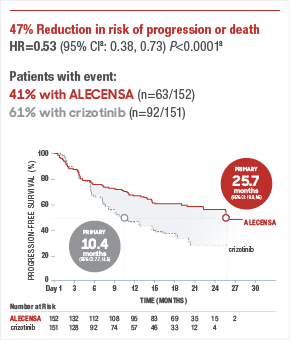 47% Reduction in risk of progression or death
HR=0.53 (95% CIª: 0.38, 0.73) P<0.0001ª
Patients with event:
41% with ALECENSA (n=63/152)
61% with crizotinib (n=92/151)
PROGRESSION-FREE SURVIVAL (%)
100
80
60
40
20
0
PRIMARY
25.7
months
PRIMARY
10.4
months
ALECENSA
crizotinib
Day 1 3 6 9 12 15 18 21 24 27 30
TIME (MONTHS)
Number at Risk
ALECENSA 152 132 112 108 95 83 69 35 15 2
crizotinib 151 128 92 74 57 46 33 12 4